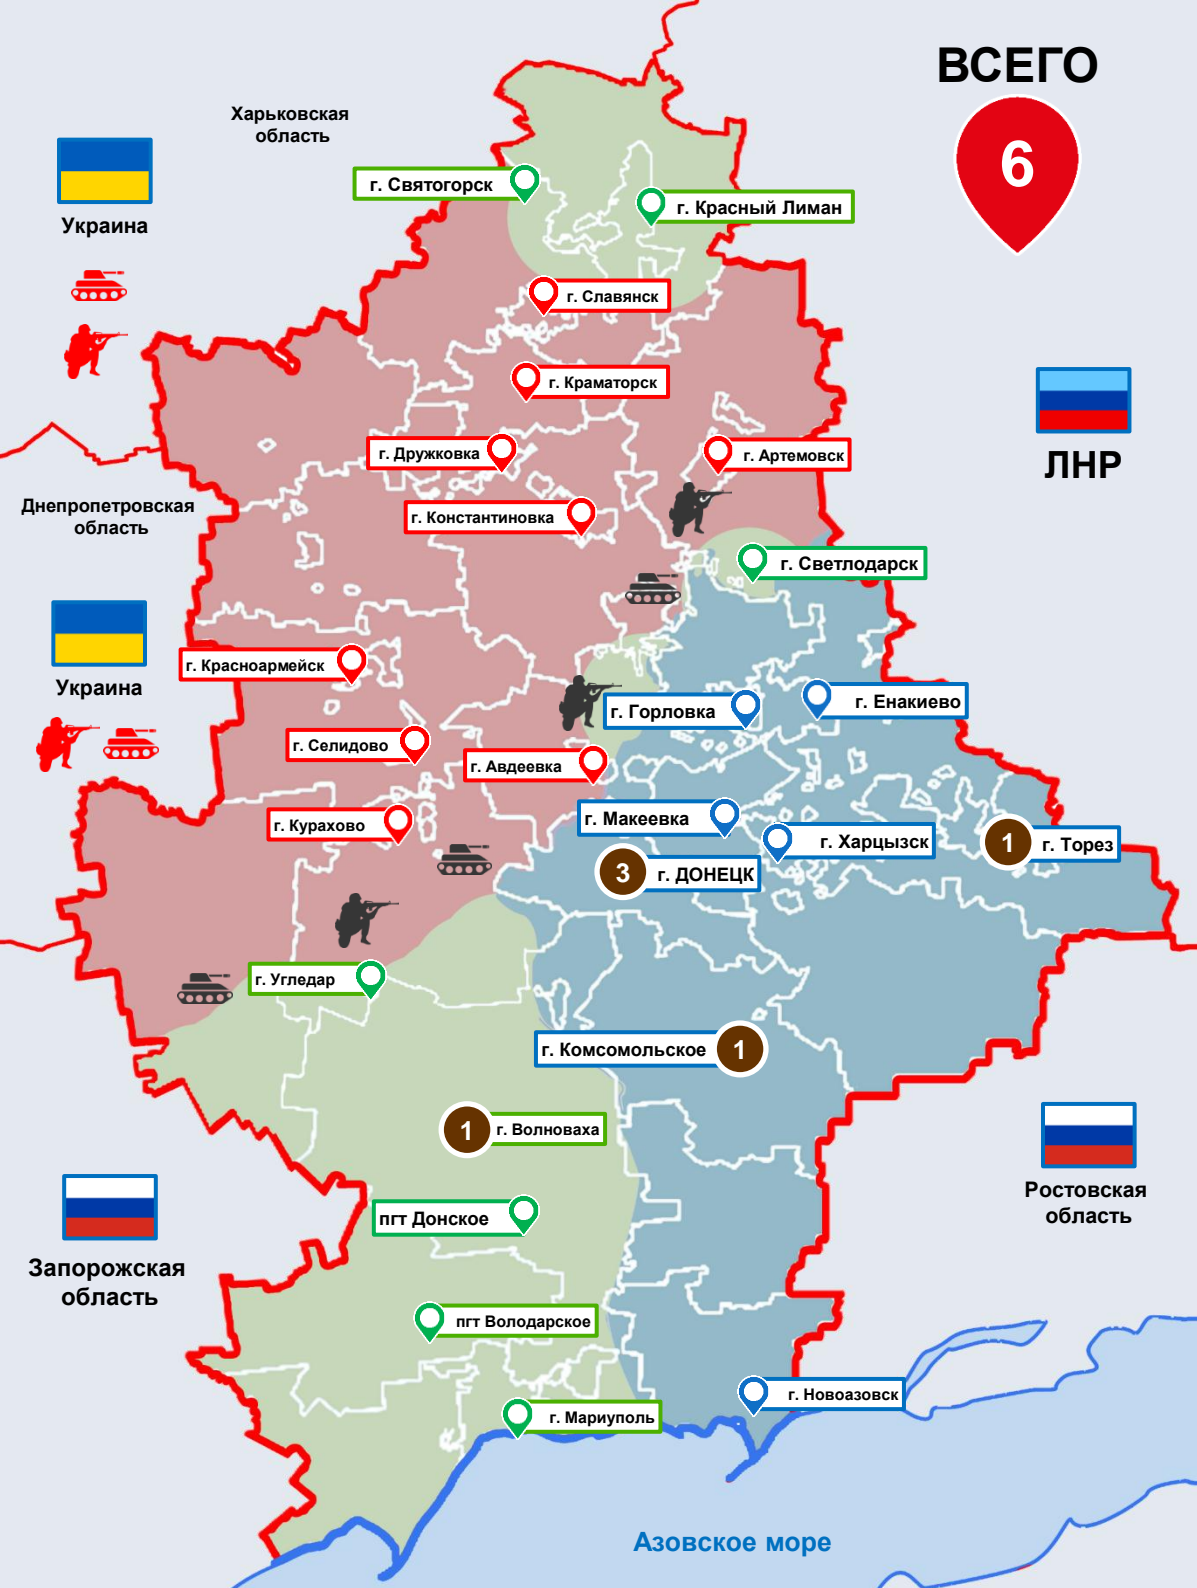 ВСЕГО
6
Харьковская
область
Украина
г. Святогорск
г. Красный Лиман
г. Славянск
г. Краматорск
ЛНР
г. Дружковка
г. Артемовск
Днепропетровская
область
г. Константиновка
г. Светлодарск
Украина
г. Красноармейск
г. Горловка
г. Енакиево
г. Селидово
г. Авдеевка
г. Курахово
г. Макеевка
г. Харцызск
1
г. Торез
3
г. ДОНЕЦК
г. Угледар
г. Комсомольское
1
1
г. Волноваха
Ростовская
область
пгт Донское
Запорожская
область
пгт Володарское
г. Новоазовск
г. Мариуполь
Азовское море